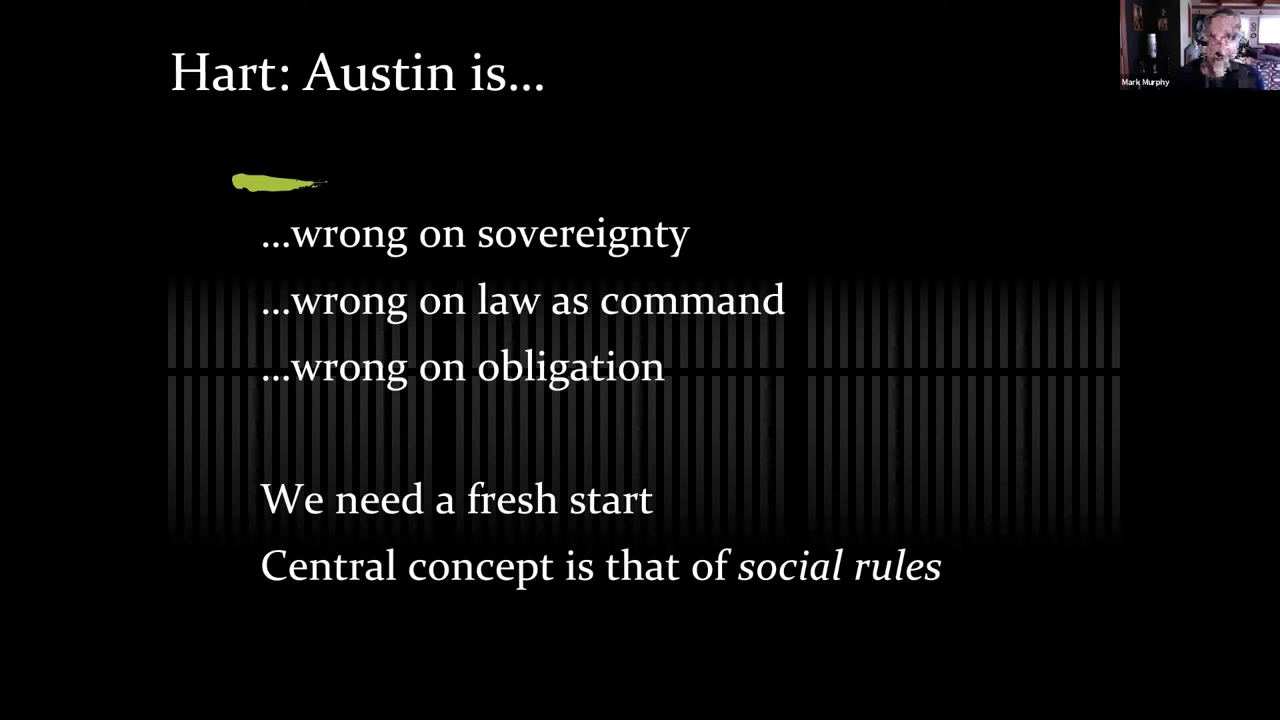 Hart: Austin is...
Mark Murphy
...wrong on sovereignty
...wrong on law as command
...wrong on obligation
We need a fresh start
Central concept is that of social rules